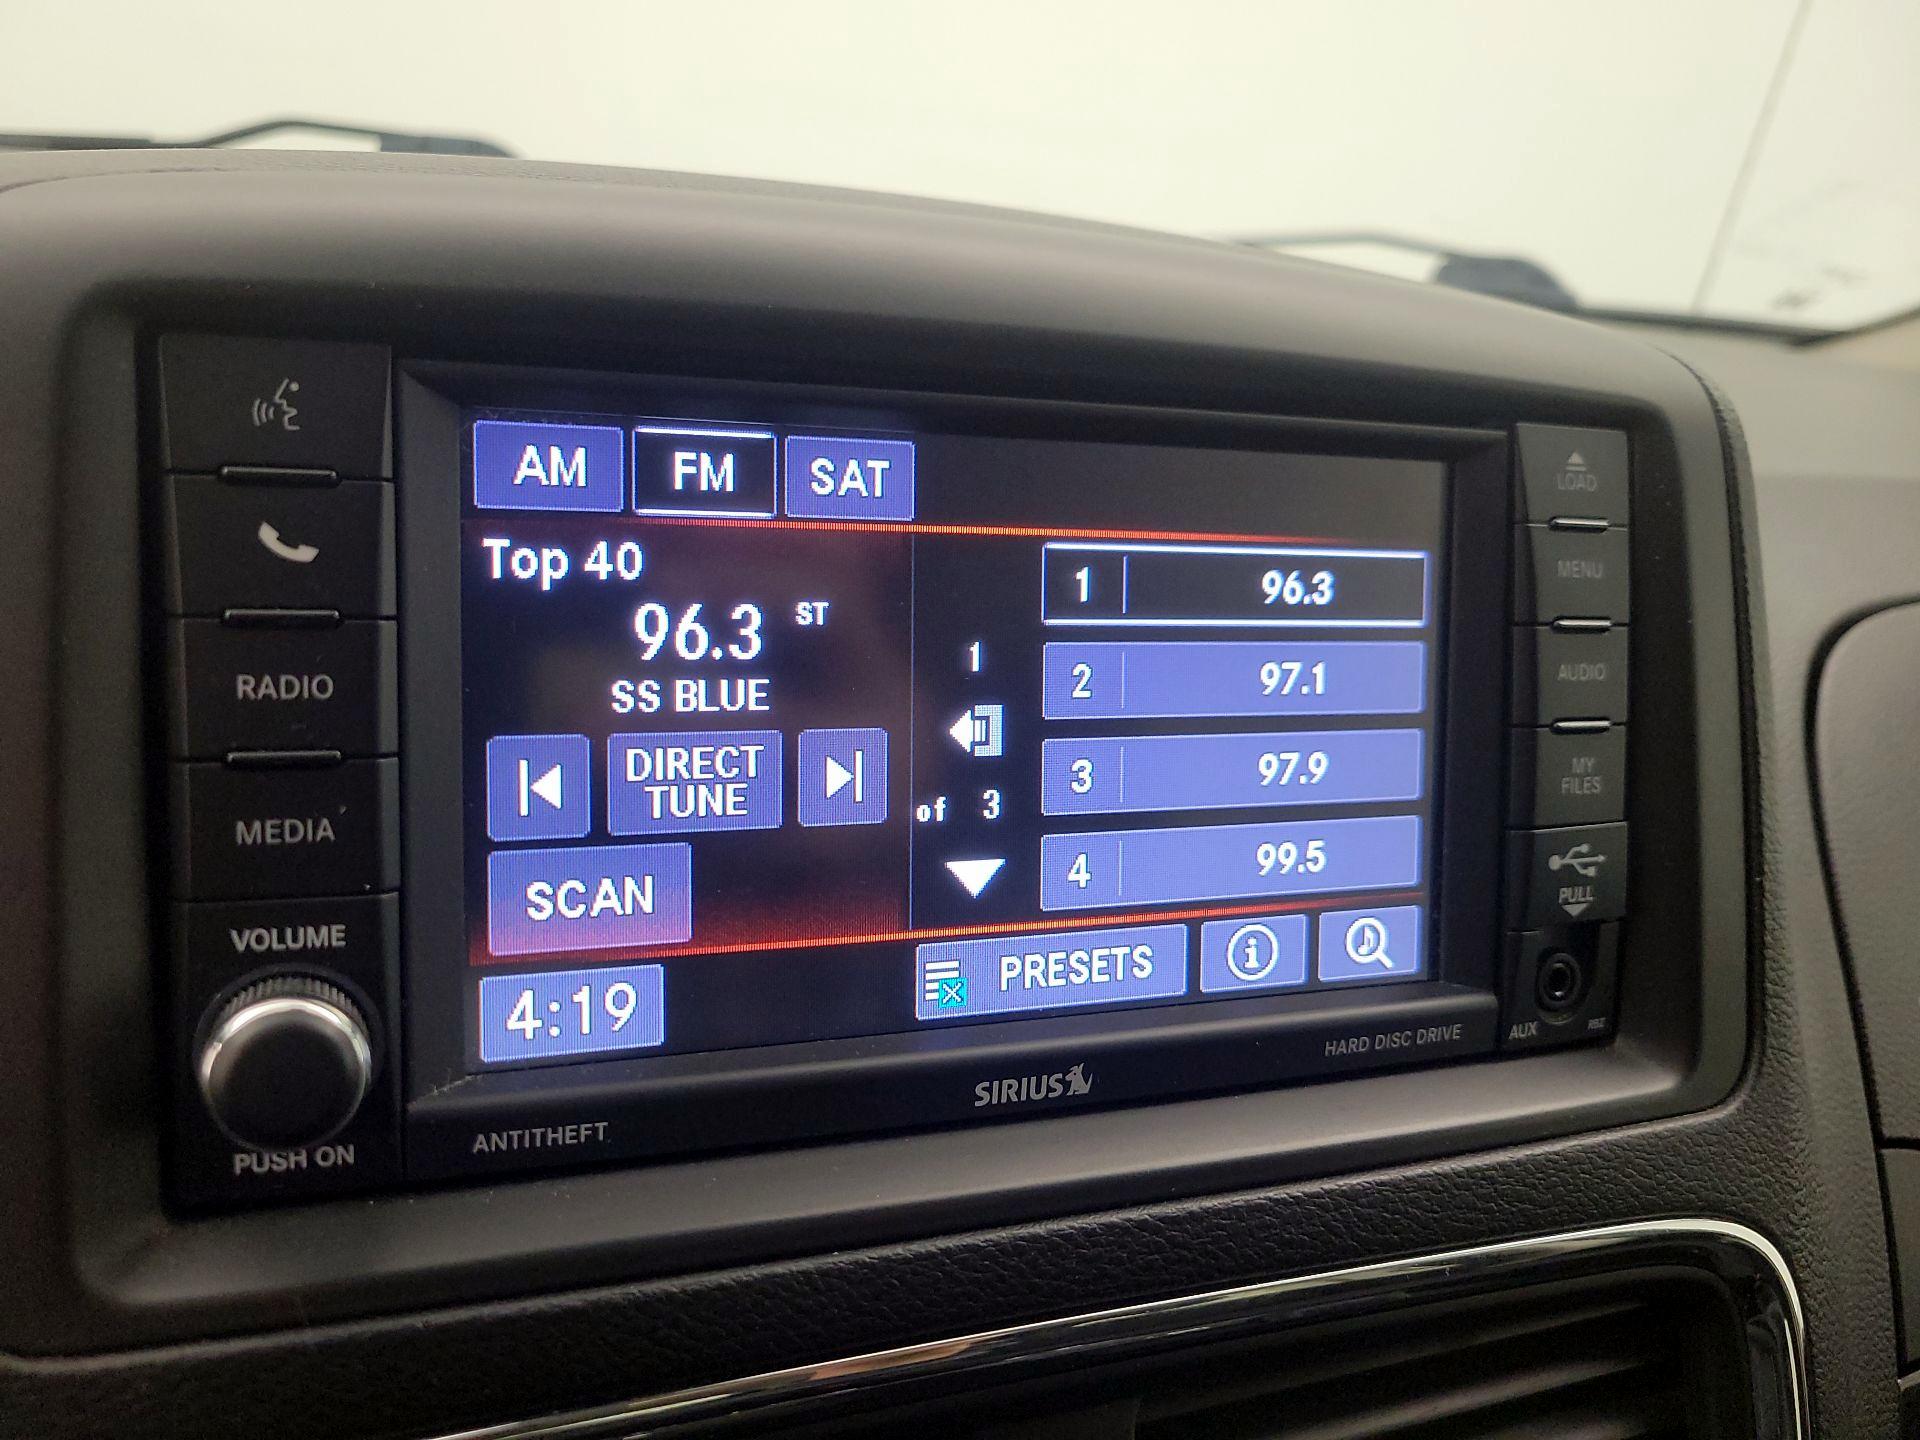 AM FM SAT
Top 40
96.3 ST
SS BLUE
DIRECT
TUNE
SCAN
4:19
1
of 3
1 96.3
2 97.1
3 97.9
4 99.5
PRESETS
i
RADIO
MEDIA
VOLUME
PUSH ON
LOAD
MENU
AUDIO
MY
FILES
PULL
AUX
RBZ
ANTITHEFT
SIRIUS
HARD DISC DRIVE